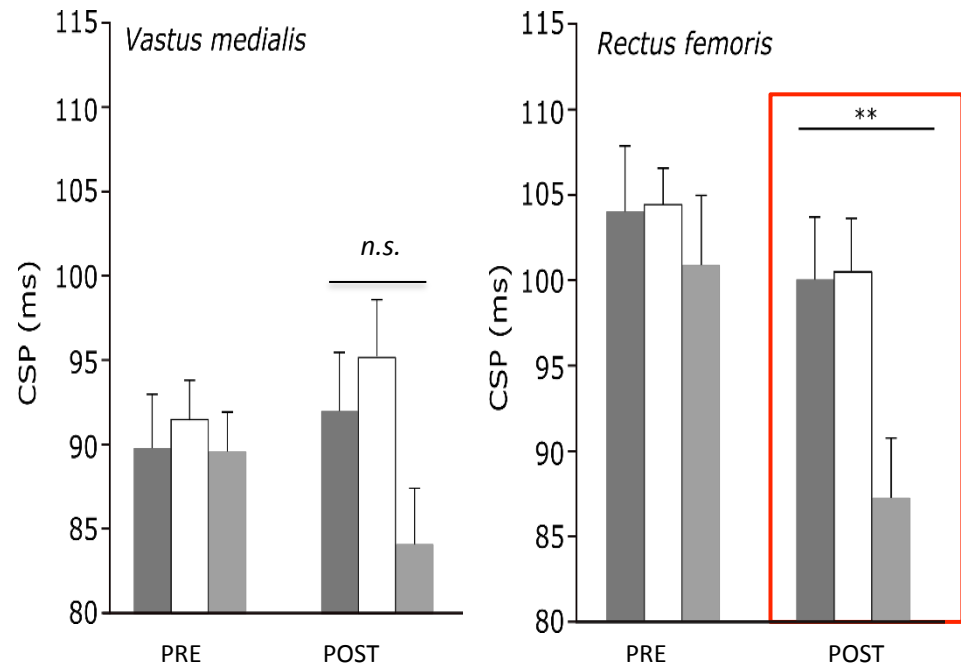 Vastus medialis
115
110
105
100
95
90
85
80
CSP (ms)
n.s.
PRE POST
Rectus femoris
115
110
105
100
95
90
85
80
CSP (ms)
**
PRE POST